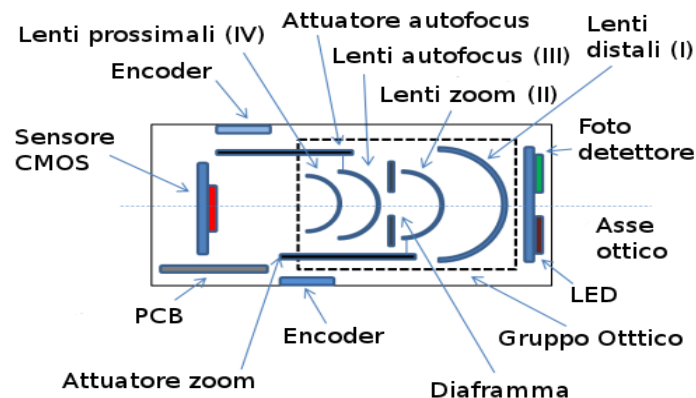 Attuatore autofocus
Lenti
distali (I)
Lenti prossimali (IV)
Lenti autofocus (III)
Encoder
Lenti zoom (II)
Sensore
CMOS
Foto
detettore
Asse
ottico
LED
PCB
Encoder
Gruppo Otttico
Attuatore zoom
Diaframma